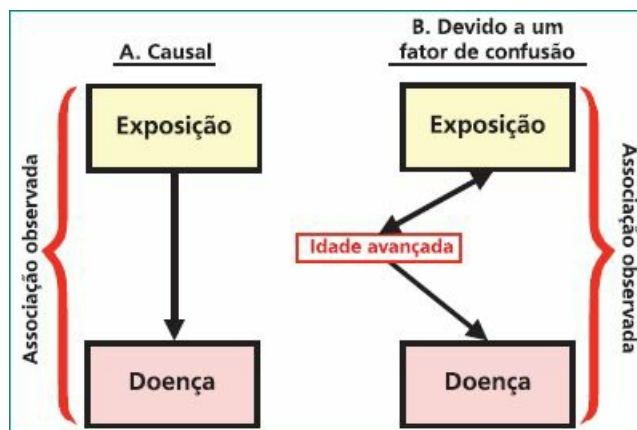 A. Causal
Exposição
Doença
Associação observada
B. Devido a um
fator de confusão
Exposição
Idade avançada
Doença
Associação observada